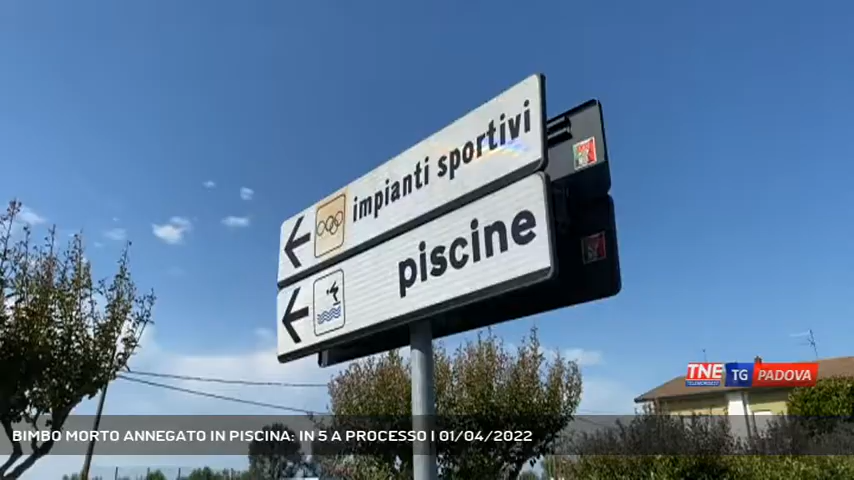 impianti sportivi
piscine
TNE TG PADOVA
TELENORDEST
BIMBO MORTO ANNEGATO IN PISCINA: IN 5 A PROCESSO | 01/04/2022